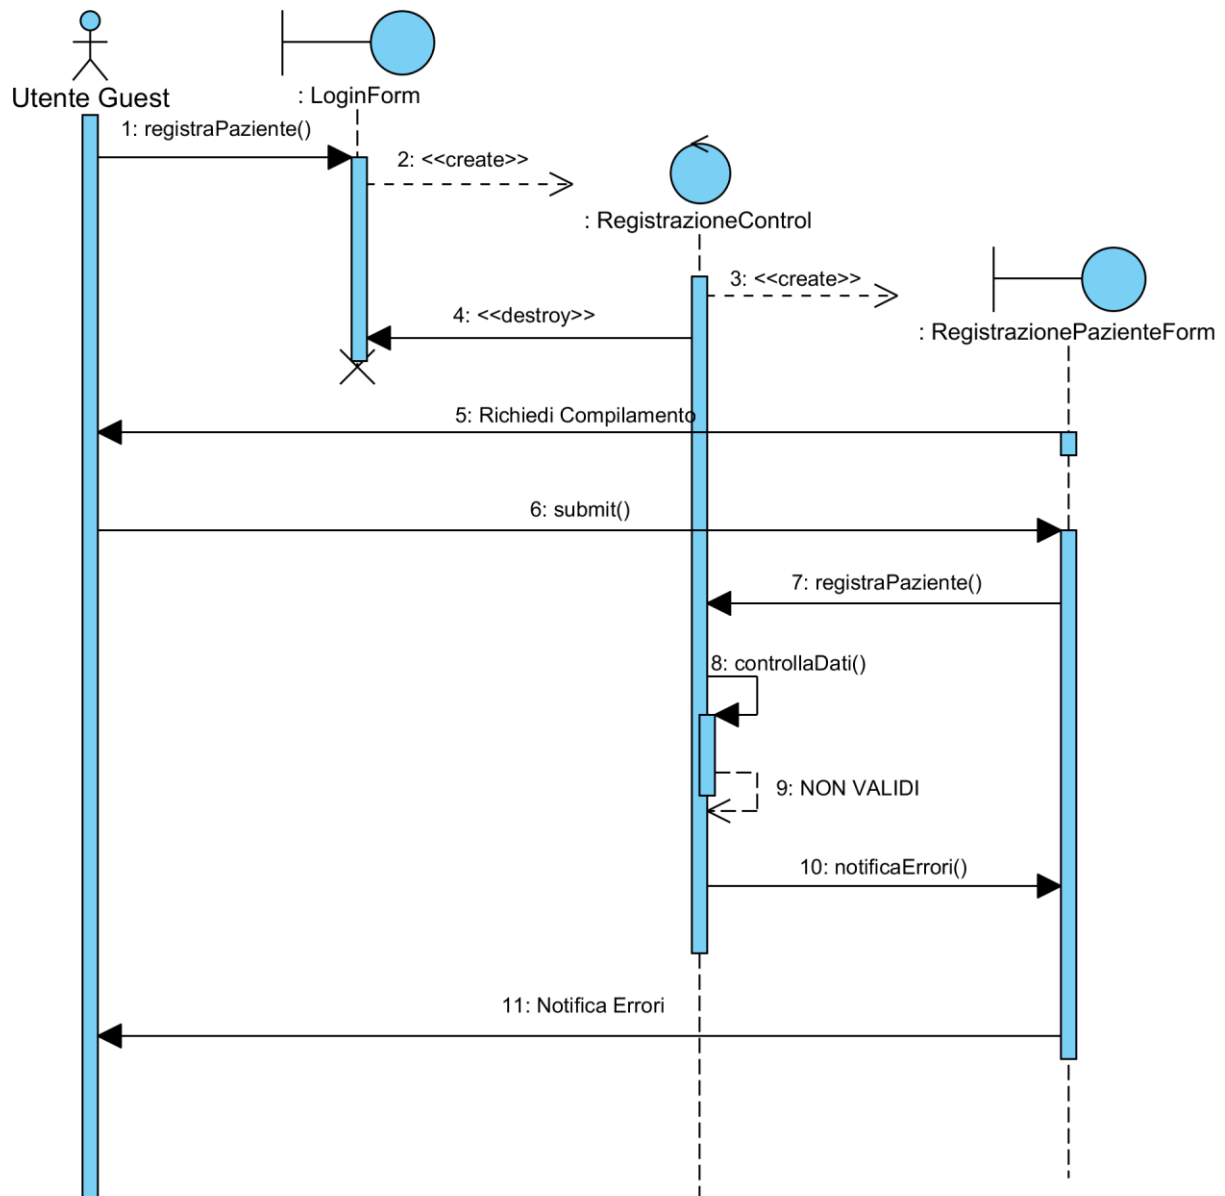 Utente Guest
: LoginForm
1: registraPaziente()
2: <<create>>
: RegistrazioneControl
3: <<create>>
4: <<destroy>>
: RegistrazionePazienteForm
5: Richiedi Compilamento
6: submit()
7: registraPaziente()
8: controllaDati()
9: NON VALIDI
10: notificaErrori()
11: Notifica Errori